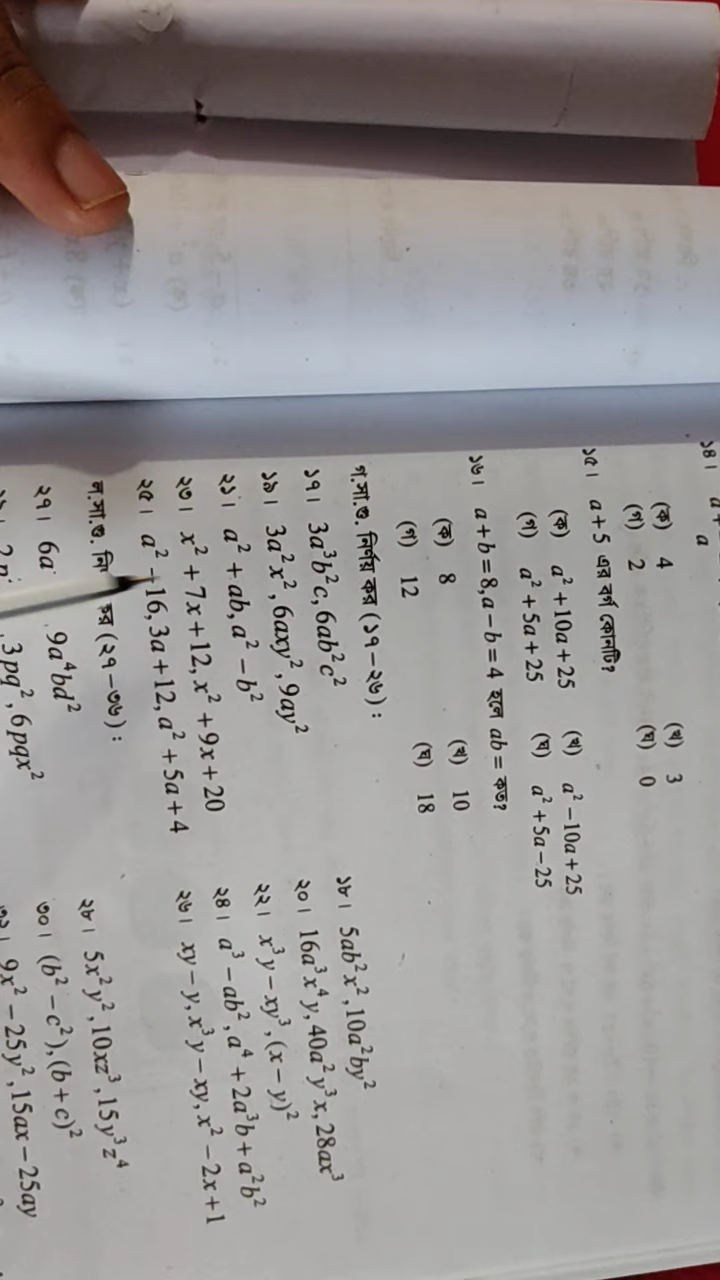 ১৪।
a
(ক) 4 (খ) 3
(গ) 2 (ঘ) 0
১৫। a + 5 এর বর্গ কোনটি?
(ক) a² + 10a + 25 (খ) a² − 10a + 25
(গ) a² + 5a + 25 (ঘ) a² + 5a − 25
১৬। a + b = 8, a − b = 4 হলে ab = কত?
(ক) 8 (খ) 10
(গ) 12 (ঘ) 18
গ.সা.গু. নির্ণয় কর (১৭ − ২৬) :
১৭। 3a³b²c, 6ab²c² ১৮। 5ab²x², 10a²by²
১৯। 3a²x², 6axy², 9ay² ২০। 16a³x⁴y, 40a²y³x, 28ax³
২১। a² + ab, a² − b² ২২। x³y − xy³, (x − y)²
২৩। x² + 7x + 12, x² + 9x + 20 ২৪। a³ − ab², a⁴ + 2a³b + a²b²
২৫। a² − 16, 3a + 12, a² + 5a + 4 ২৬। xy − y, x³y − xy, x² − 2x + 1
ল.সা.গু. কর (২৭ − ৩৬) :
২৭। 6a 9a⁴bd² ২৮। 5x²y², 10xz³, 15y³z⁴
3pq², 6pqx² ৩০। (b² − c²), (b + c)²
9x² − 25y², 15ax − 25ay